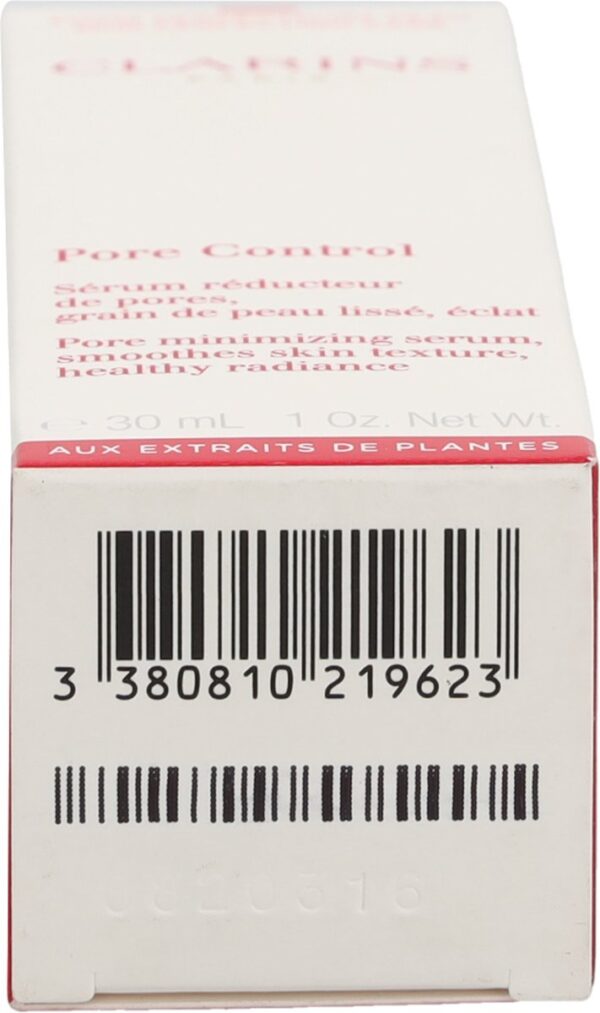 CLARINS
Pore Control
Sérum réducteur
de pores,
grain de peau lissé, éclat
Pore minimizing serum,
smoothes skin texture,
healthy radiance
℮ 30 mL 1 Oz. Net Wt.
AUX EXTRAITS DE PLANTES
3 380810 219623